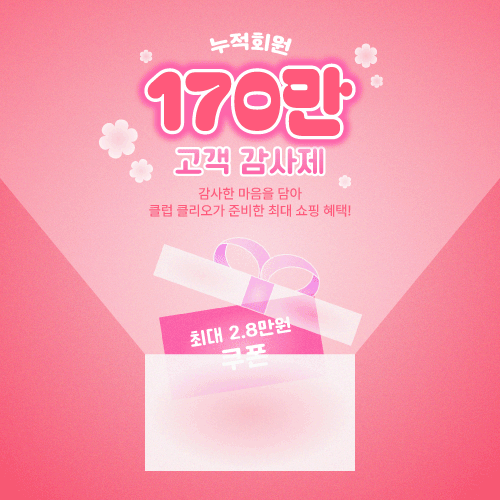 누적회원
170만
고객 감사제
감사한 마음을 담아
클럽 클리오가 준비한 최대 쇼핑 혜택!
최대 2.8만원
쿠폰